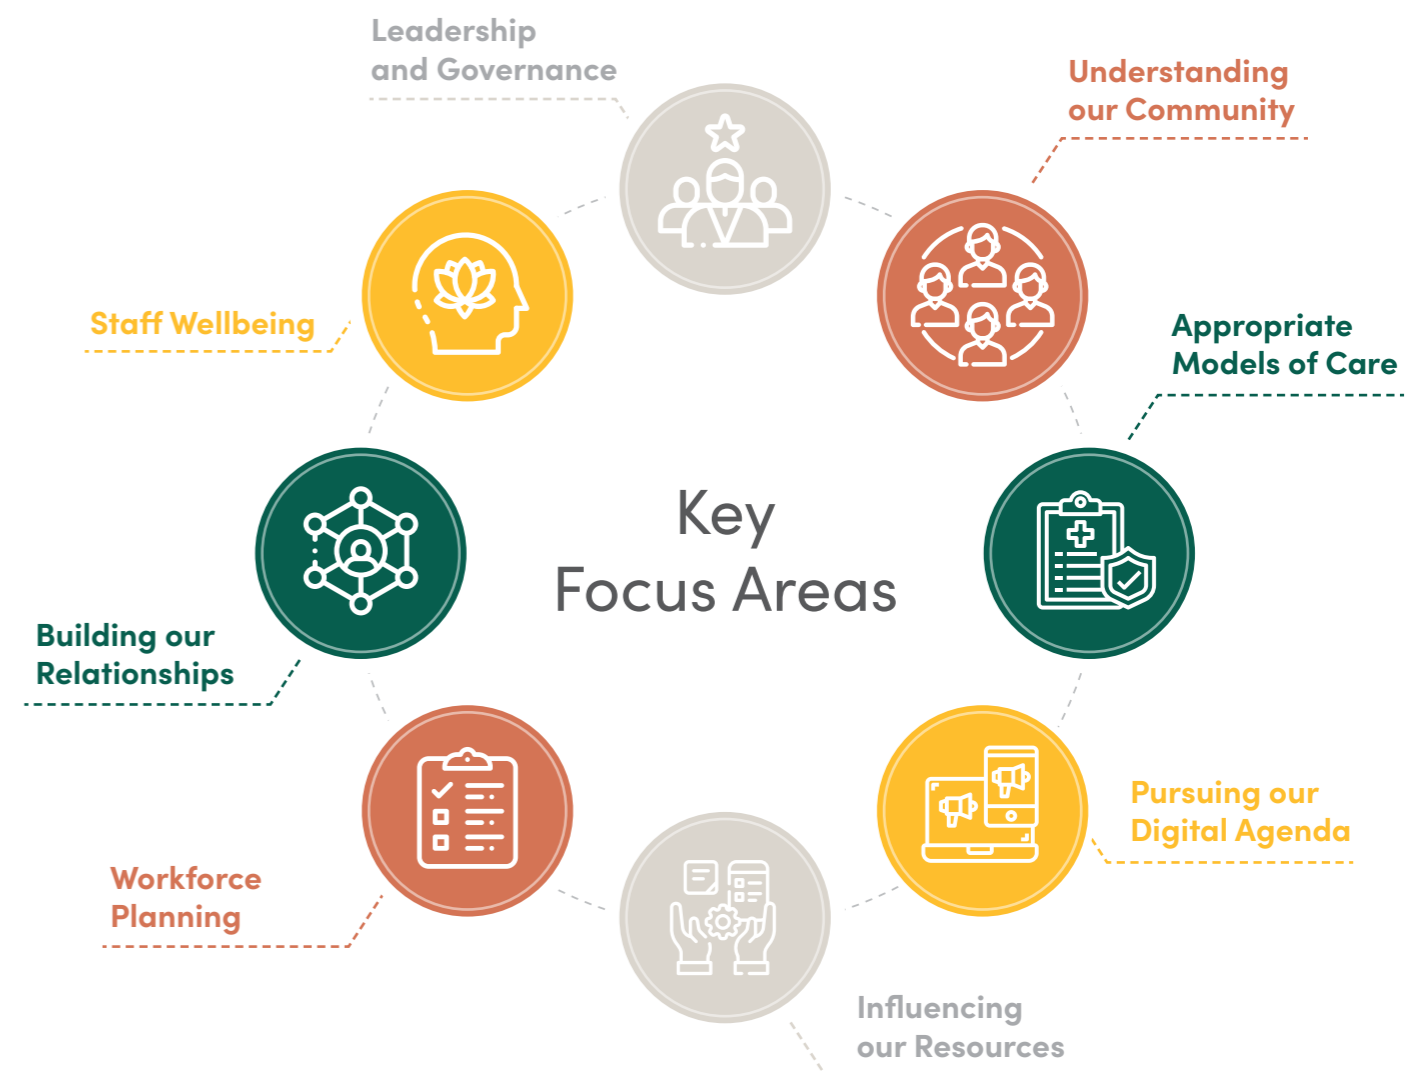 Leadership
and Governance
Understanding
our Community
Staff Wellbeing
Appropriate
Models of Care
Key
Focus Areas
Building our
Relationships
Pursuing our
Digital Agenda
Workforce
Planning
Influencing
our Resources